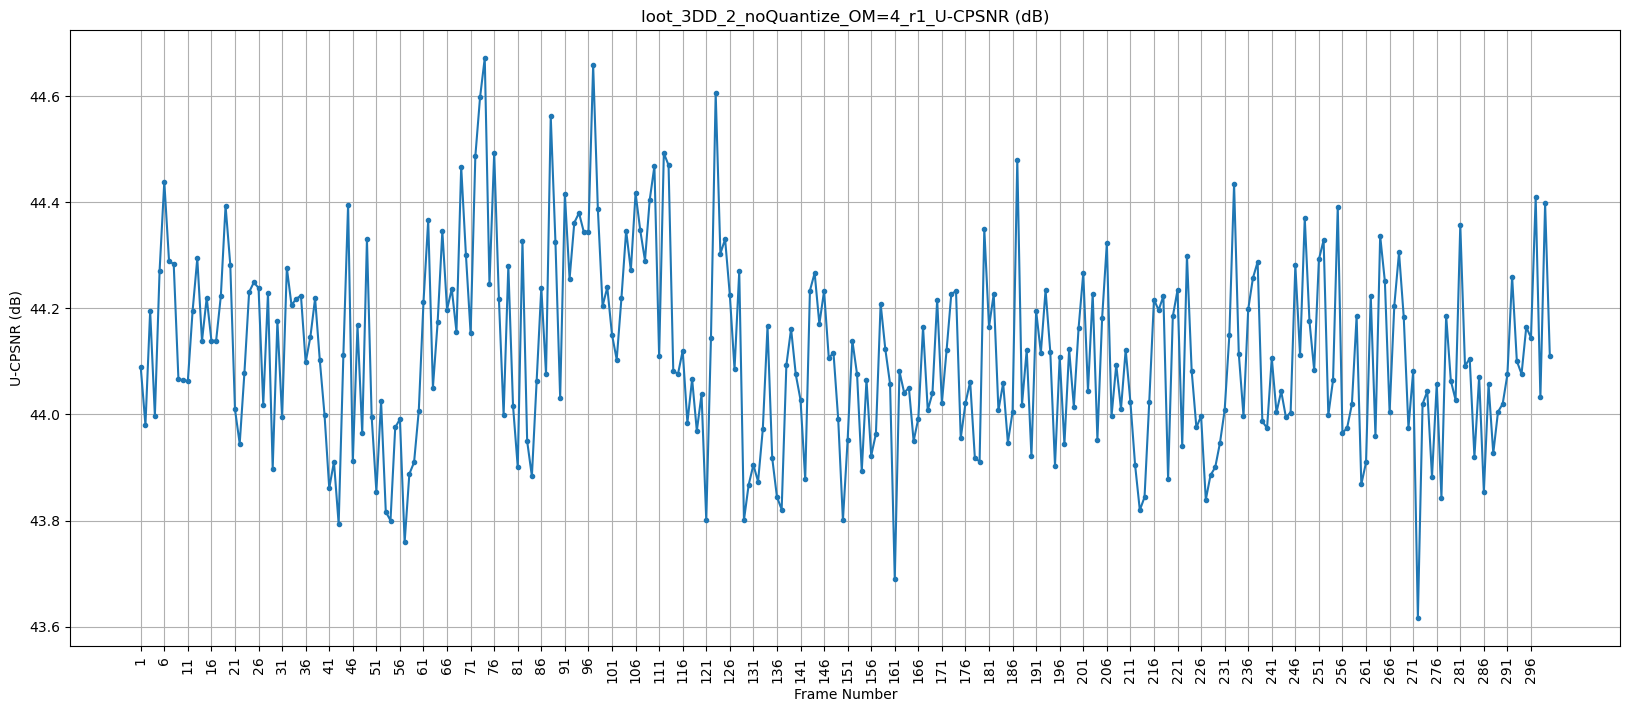 loot_3DD_2_noQuantize_OM=4_r1_U-CPSNR (dB)
U-CPSNR (dB)
44.6
44.4
44.2
44.0
43.8
43.6
1 6 11 16 21 26 31 36 41 46 51 56 61 66 71 76 81 86 91 96 101 106 111 116 121 126 131 136 141 146 151 156 161 166 171 176 181 186 191 196 201 206 211 216 221 226 231 236 241 246 251 256 261 266 271 276 281 286 291 296
Frame Number